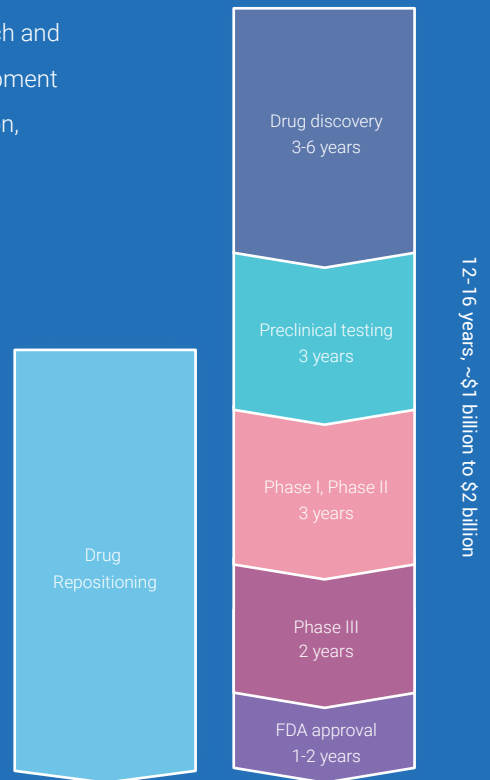 Drug discovery
3-6 years
Preclinical testing
3 years
Phase I, Phase II
3 years
Phase III
2 years
FDA approval
1-2 years
Drug
Repositioning
12-16 years, ~$1 billion to $2 billion